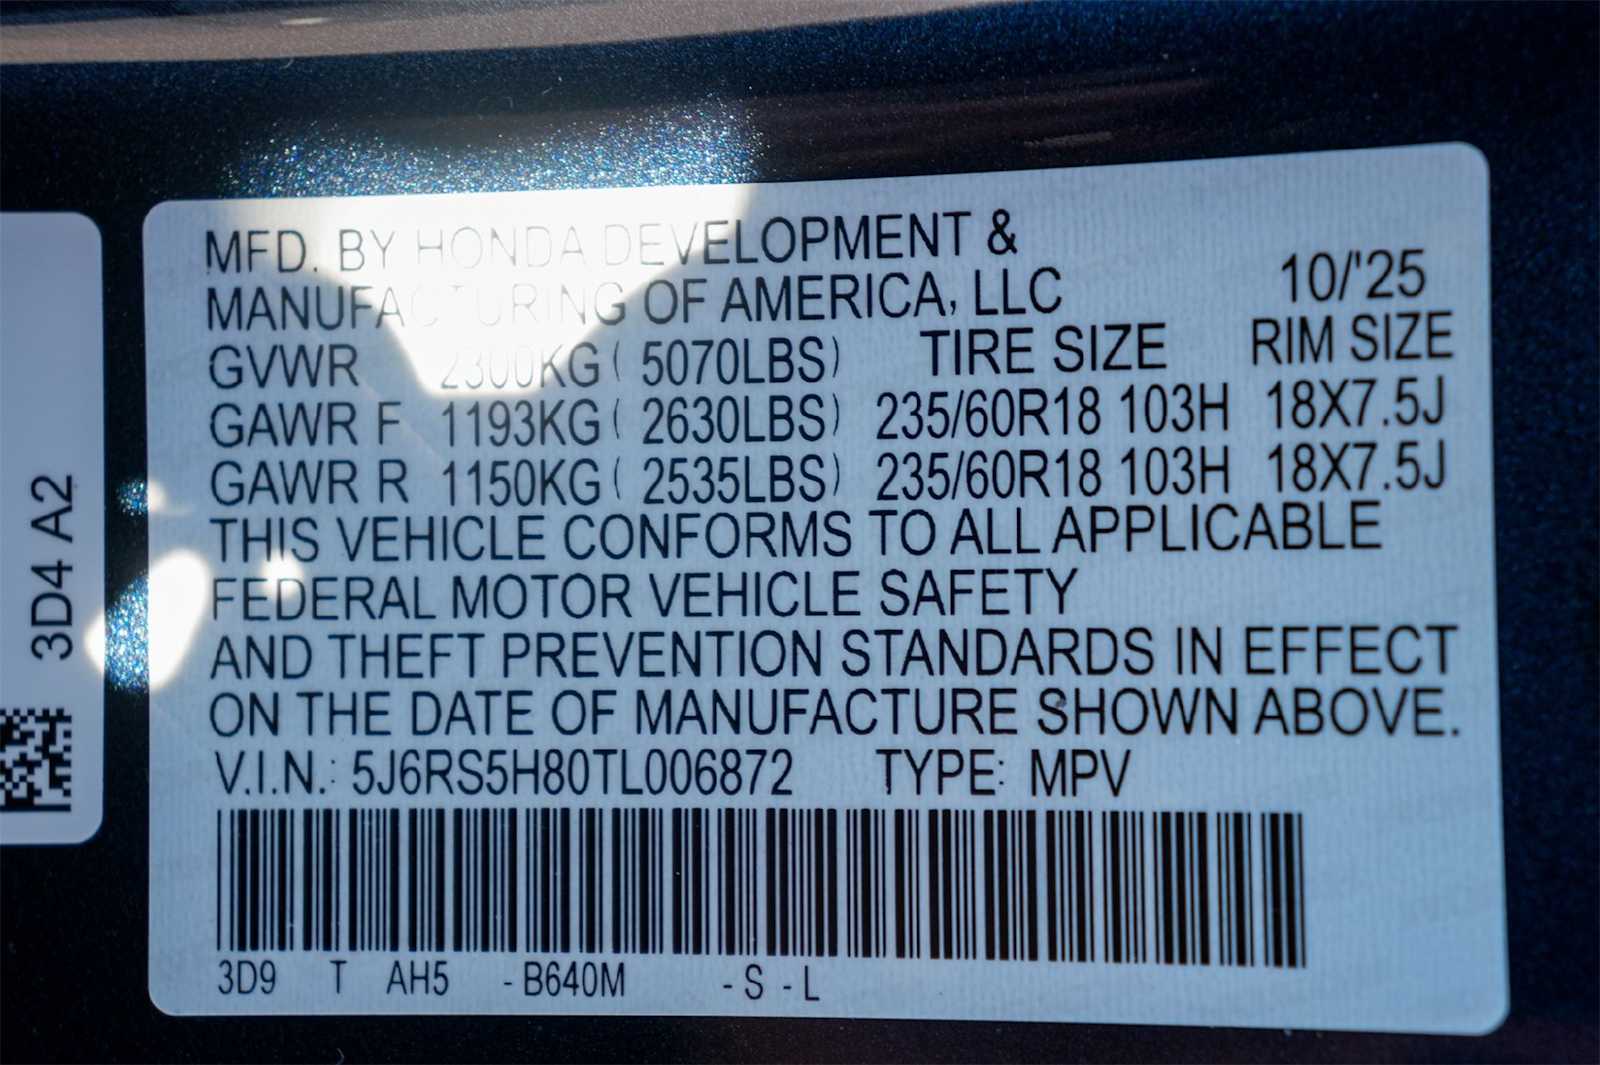 MFD. BY HONDA DEVELOPMENT &
MANUFACTURING OF AMERICA, LLC 10/'25
GVWR 2300KG ( 5070LBS) TIRE SIZE RIM SIZE
GAWR F 1193KG ( 2630LBS) 235/60R18 103H 18X7.5J
GAWR R 1150KG ( 2535LBS) 235/60R18 103H 18X7.5J
THIS VEHICLE CONFORMS TO ALL APPLICABLE
FEDERAL MOTOR VEHICLE SAFETY
AND THEFT PREVENTION STANDARDS IN EFFECT
ON THE DATE OF MANUFACTURE SHOWN ABOVE.
V.I.N.: 5J6RS5H80TL006872 TYPE: MPV
3D9 T AH5 -B640M -S -L
3D4 A2